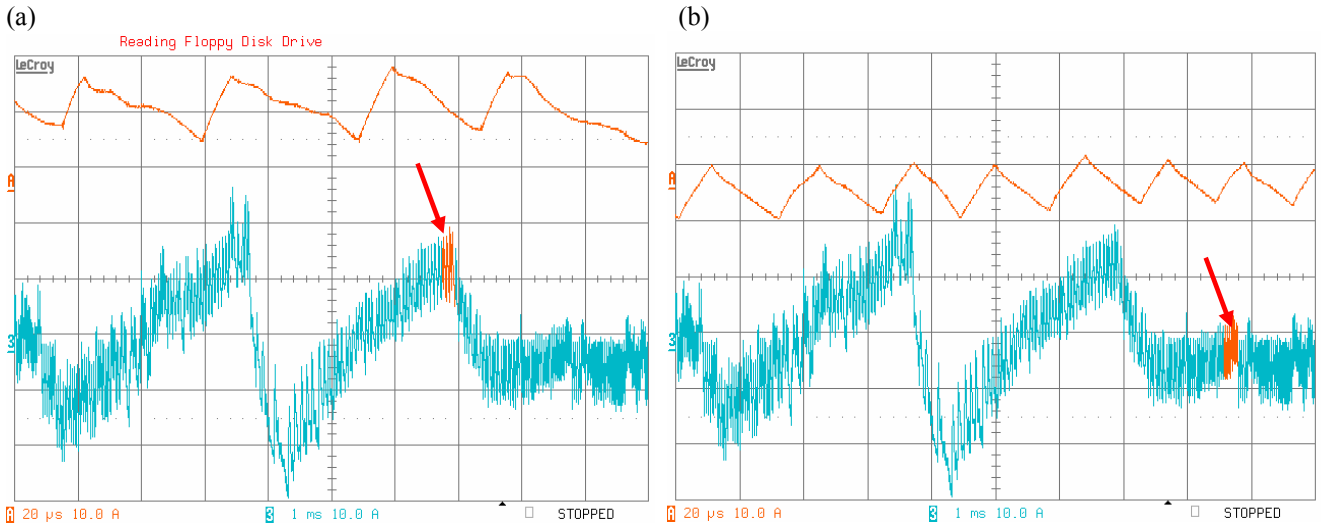 (a)
(b)
Reading Floppy Disk Drive
LeCroy
LeCroy
A
A
3
3
A 20 µs 10.0 A
3 1 ms 10.0 A
STOPPED
A 20 µs 10.0 A
3 1 ms 10.0 A
STOPPED